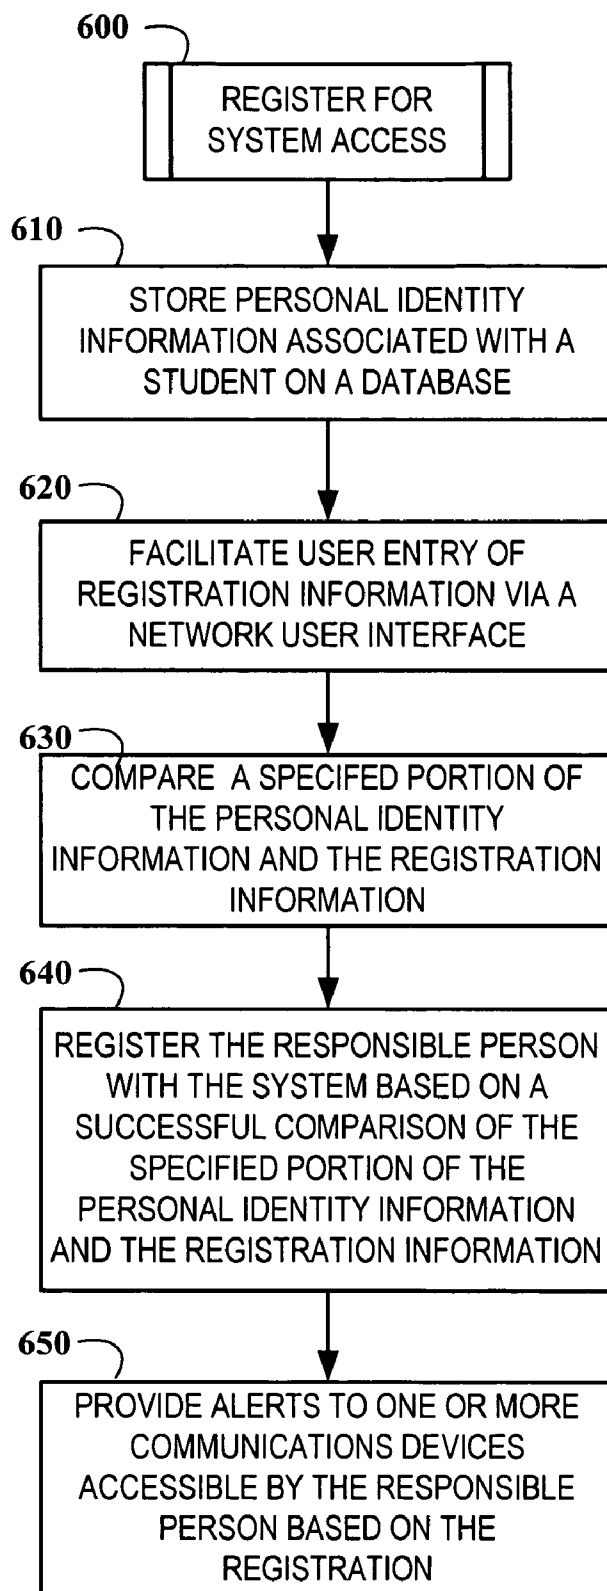 600
REGISTER FOR
SYSTEM ACCESS
610
STORE PERSONAL IDENTITY
INFORMATION ASSOCIATED WITH A
STUDENT ON A DATABASE
620
FACILITATE USER ENTRY OF
REGISTRATION INFORMATION VIA A
NETWORK USER INTERFACE
630
COMPARE A SPECIFED PORTION OF
THE PERSONAL IDENTITY
INFORMATION AND THE REGISTRATION
INFORMATION
640
REGISTER THE RESPONSIBLE PERSON
WITH THE SYSTEM BASED ON A
SUCCESSFUL COMPARISON OF THE
SPECIFIED PORTION OF THE
PERSONAL IDENTITY INFORMATION
AND THE REGISTRATION INFORMATION
650
PROVIDE ALERTS TO ONE OR MORE
COMMUNICATIONS DEVICES
ACCESSIBLE BY THE RESPONSIBLE
PERSON BASED ON THE
REGISTRATION